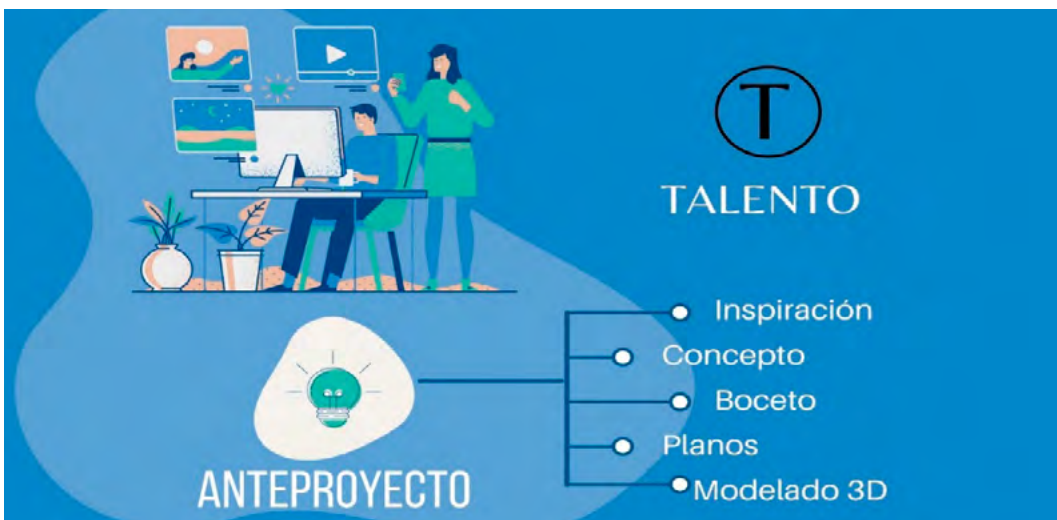 T
TALENTO
Inspiración
Concepto
Boceto
Planos
Modelado 3D
ANTEPROYECTO